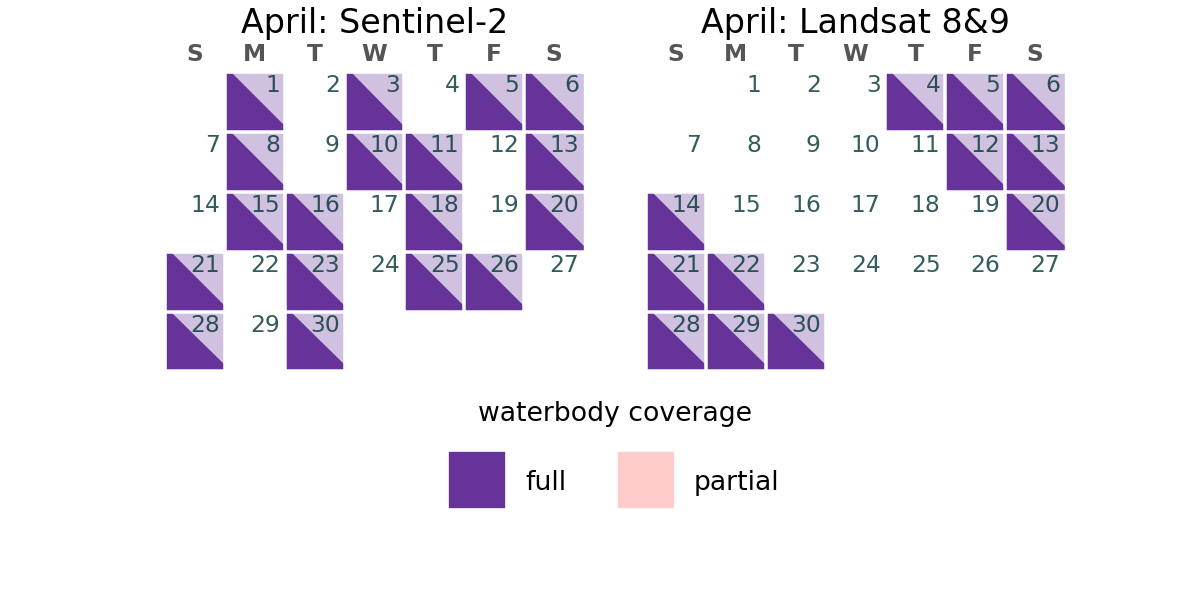 April: Sentinel-2
S M T W T F S
1 2 3 4 5 6
7 8 9 10 11 12 13
14 15 16 17 18 19 20
21 22 23 24 25 26 27
28 29 30
April: Landsat 8&9
S M T W T F S
1 2 3 4 5 6
7 8 9 10 11 12 13
14 15 16 17 18 19 20
21 22 23 24 25 26 27
28 29 30
waterbody coverage
full partial